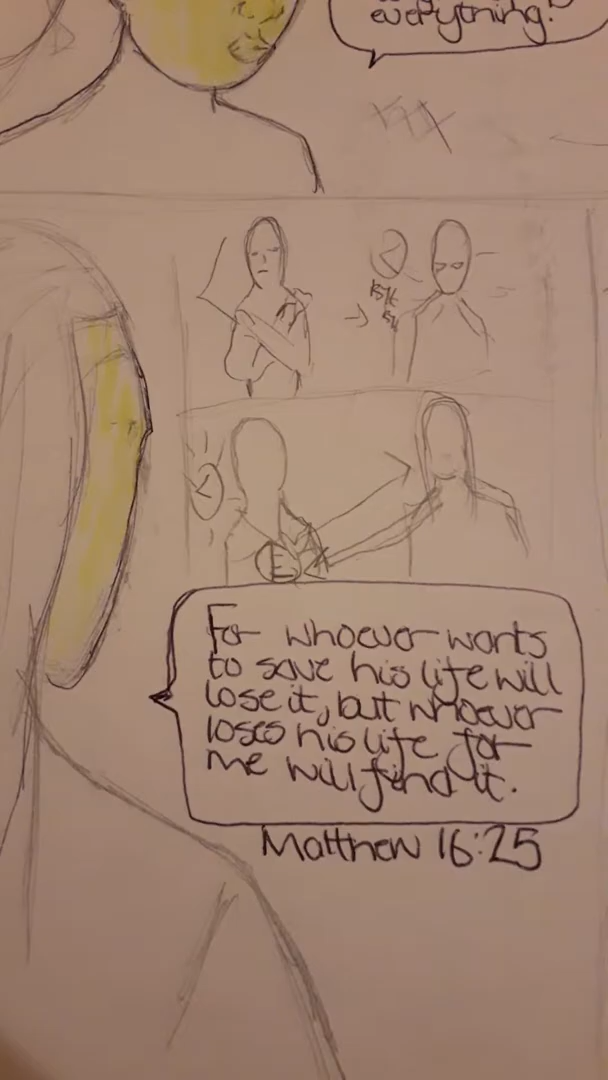 everything!
XXX
E
For whoever wants
to save his life will
lose it, but whoever
loses his life for
me will find it.
Matthew 16:25